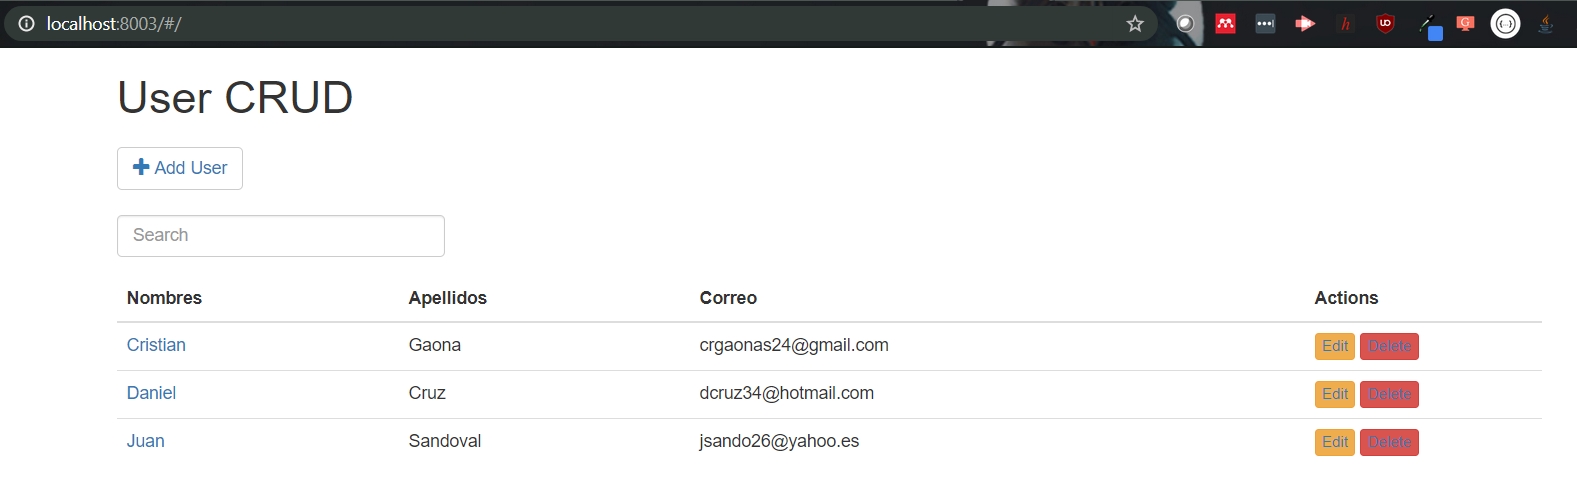 localhost:8003/#/
User CRUD
Add User
Search
Nombres Apellidos Correo Actions
Cristian Gaona crgaonas24@gmail.com Edit Delete
Daniel Cruz dcruz34@hotmail.com Edit Delete
Juan Sandoval jsando26@yahoo.es Edit Delete